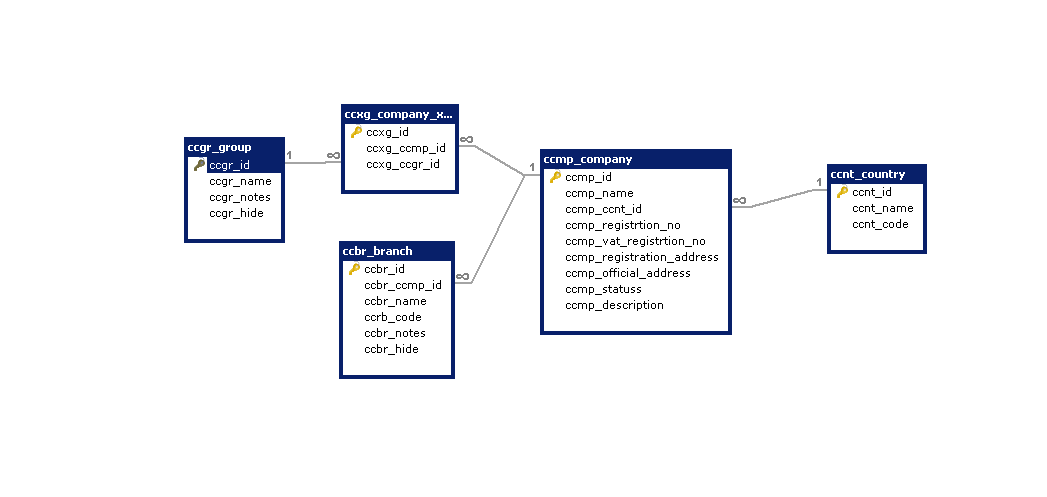 ccgr_group
ccgr_id
ccgr_name
ccgr_notes
ccgr_hide
1
∞
ccxg_company_x...
ccxg_id
ccxg_ccmp_id
ccxg_ccgr_id
∞
ccbr_branch
ccbr_id
ccbr_ccmp_id
ccbr_name
ccrb_code
ccbr_notes
ccbr_hide
∞
1
ccmp_company
ccmp_id
ccmp_name
ccmp_ccnt_id
ccmp_registrtion_no
ccmp_vat_registrtion_no
ccmp_registration_address
ccmp_official_address
ccmp_statuss
ccmp_description
∞
1
ccnt_country
ccnt_id
ccnt_name
ccnt_code